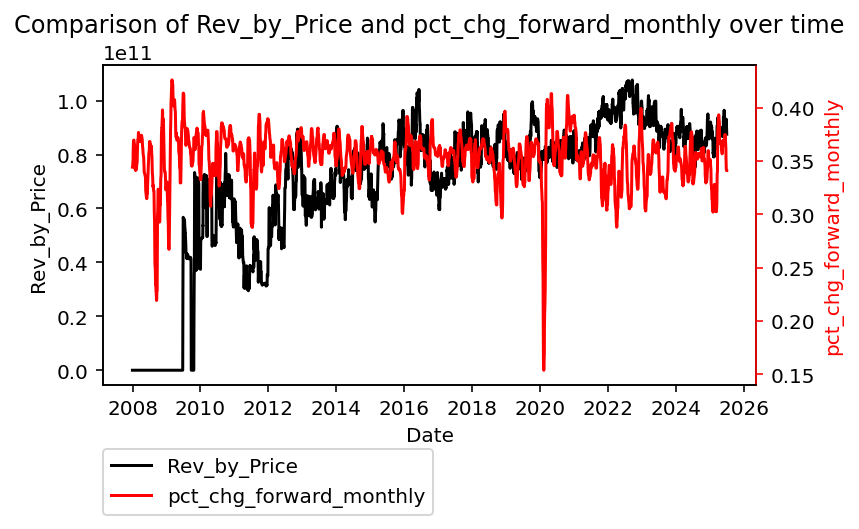 Comparison of Rev_by_Price and pct_chg_forward_monthly over time
1e11
1.0
0.8
0.6
0.4
0.2
0.0
Rev_by_Price
0.40
0.35
0.30
0.25
0.20
0.15
pct_chg_forward_monthly
2008 2010 2012 2014 2016 2018 2020 2022 2024 2026
Date
Rev_by_Price
pct_chg_forward_monthly